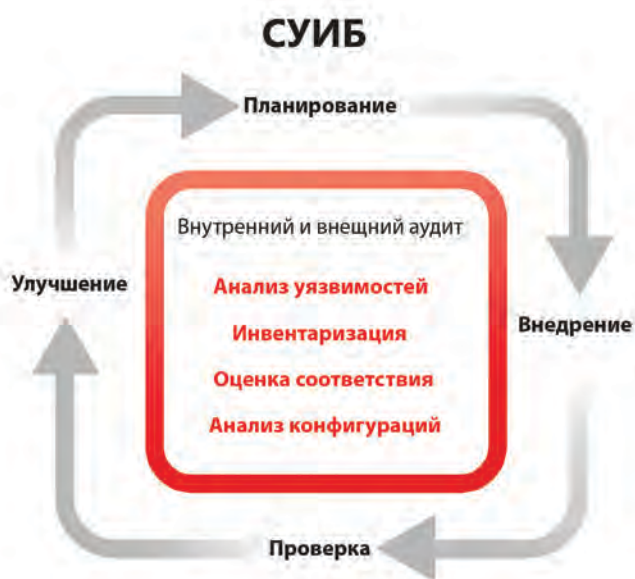 СУИБ
Планирование
Внутренний и внещний аудит
Улучшение
Анализ уязвимостей
Внедрение
Инвентаризация
Оценка соответствия
Анализ конфигураций
Проверка